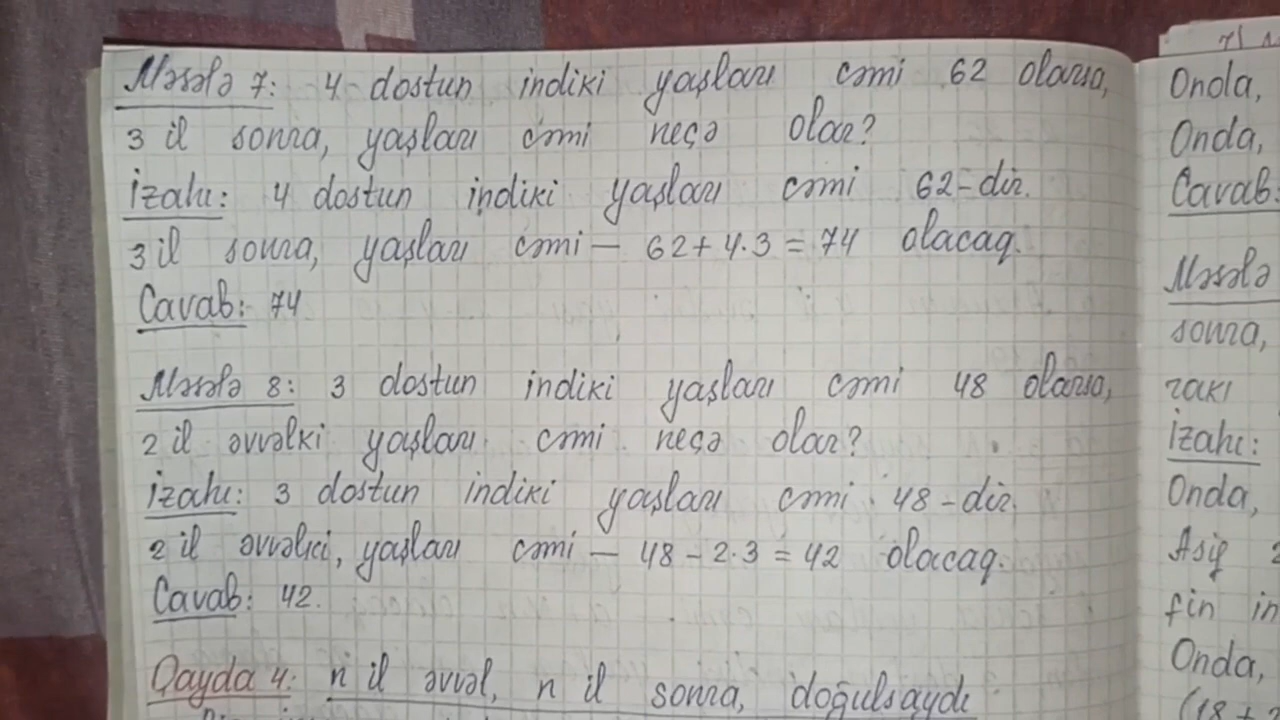 Məsələ 7: 4 dostun indiki yaşları cəmi 62 olarsa,
3 il sonra, yaşları cəmi neçə olar?
İzahı: 4 dostun indiki yaşları cəmi 62-dir.
3 il sonra, yaşları cəmi – 62+4·3=74 olacaq.
Cavab: 74
Məsələ 8: 3 dostun indiki yaşları cəmi 48 olarsa,
2 il əvvəlki yaşları cəmi neçə olar?
İzahı: 3 dostun indiki yaşları cəmi 48-dir.
2 il əvvəlki, yaşları cəmi – 48-2·3=42 olacaq.
Cavab: 42.
Qayda 4: n il əvvəl, n il sonra, doğulsaydı
Onda,
Onda,
Cavab:
Məsələ
sonra,
rakı
İzahı:
Onda,
Asif
fin in
Onda,
(18+